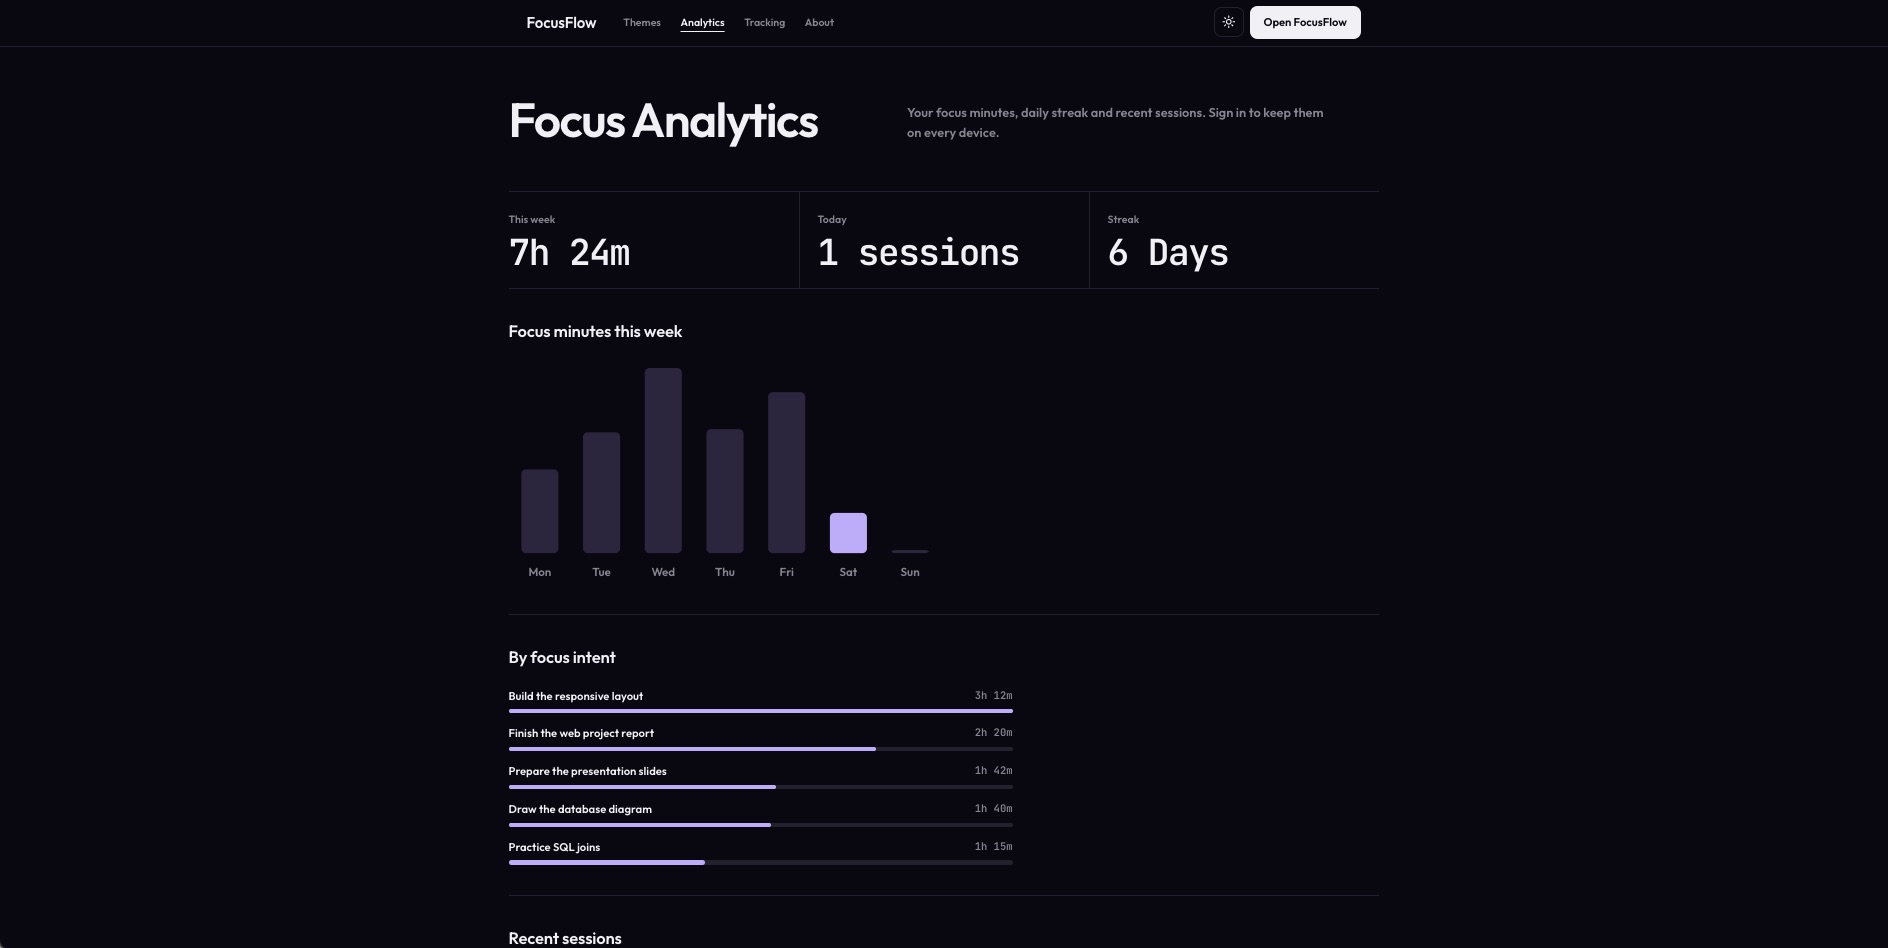 FocusFlow
Themes
Analytics
Tracking
About
Open FocusFlow
Focus Analytics
Your focus minutes, daily streak and recent sessions. Sign in to keep them
on every device.
This week
7h 24m
Today
1 sessions
Streak
6 Days
Focus minutes this week
Mon
Tue
Wed
Thu
Fri
Sat
Sun
By focus intent
Build the responsive layout
3h 12m
Finish the web project report
2h 20m
Prepare the presentation slides
1h 42m
Draw the database diagram
1h 40m
Practice SQL joins
1h 15m
Recent sessions